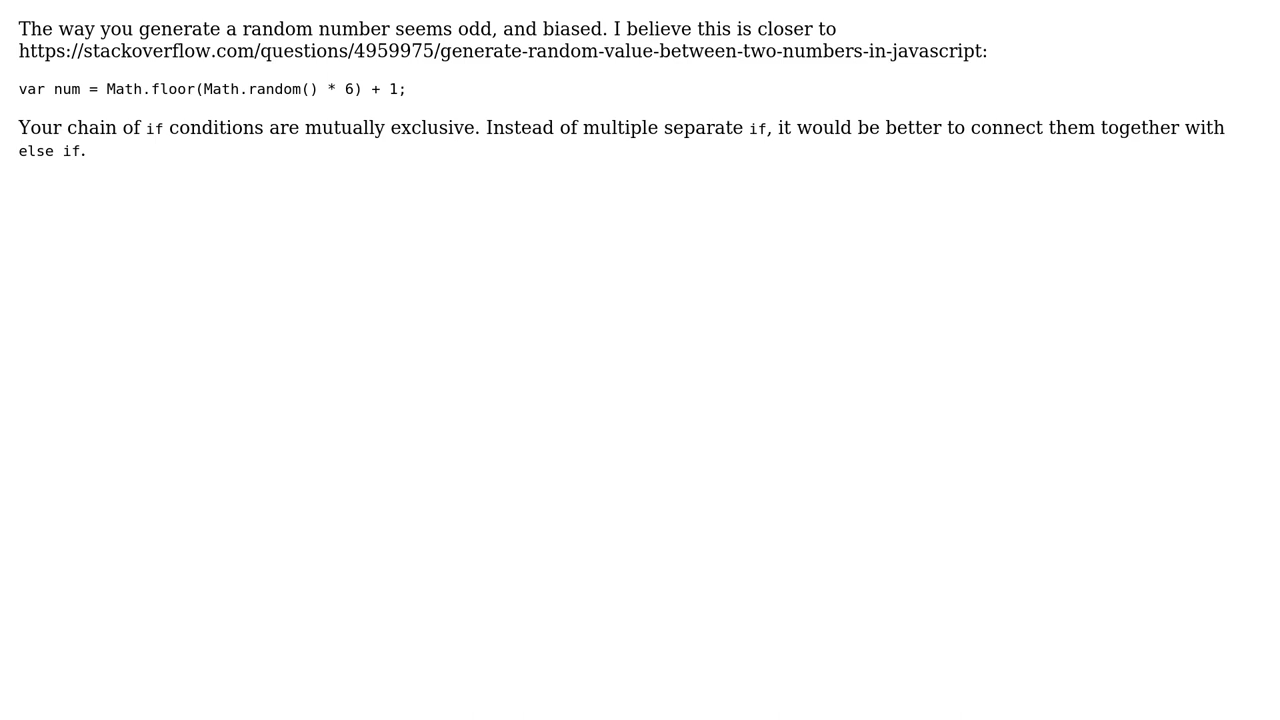 The way you generate a random number seems odd, and biased. I believe this is closer to
https://stackoverflow.com/questions/4959975/generate-random-value-between-two-numbers-in-javascript:
var num = Math.floor(Math.random() * 6) + 1;
Your chain of if conditions are mutually exclusive. Instead of multiple separate if, it would be better to connect them together with
else if.